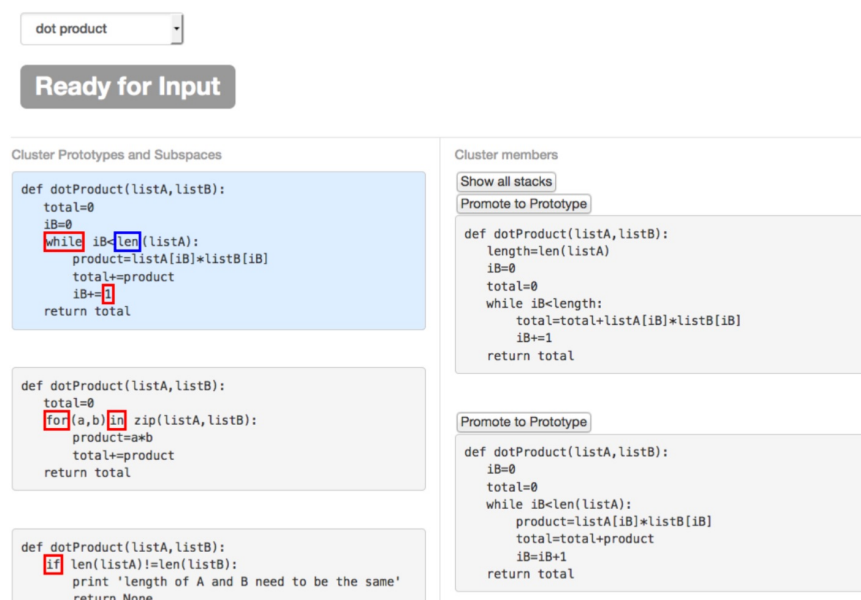 dot product
Ready for Input
Cluster Prototypes and Subspaces
def dotProduct(listA,listB):
total=0
iB=0
while iB<len(listA):
product=listA[iB]*listB[iB]
total+=product
iB+=1
return total
def dotProduct(listA,listB):
total=0
for(a,b)in zip(listA,listB):
product=a*b
total+=product
return total
def dotProduct(listA,listB):
if len(listA)!=len(listB):
print 'length of A and B need to be the same'
return None
Cluster members
Show all stacks
Promote to Prototype
def dotProduct(listA,listB):
length=len(listA)
iB=0
total=0
while iB<length:
total=total+listA[iB]*listB[iB]
iB+=1
return total
Promote to Prototype
def dotProduct(listA,listB):
iB=0
total=0
while iB<len(listA):
product=listA[iB]*listB[iB]
total=total+product
iB=iB+1
return total